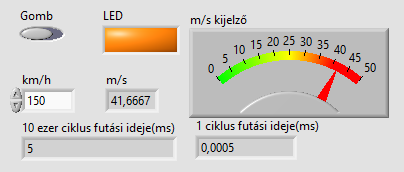 Gomb
LED
m/s kijelző
0 5 10 15 20 25 30 35 40 45 50
km/h
m/s
150
41,6667
10 ezer ciklus futási ideje(ms)
1 ciklus futási ideje(ms)
5
0,0005